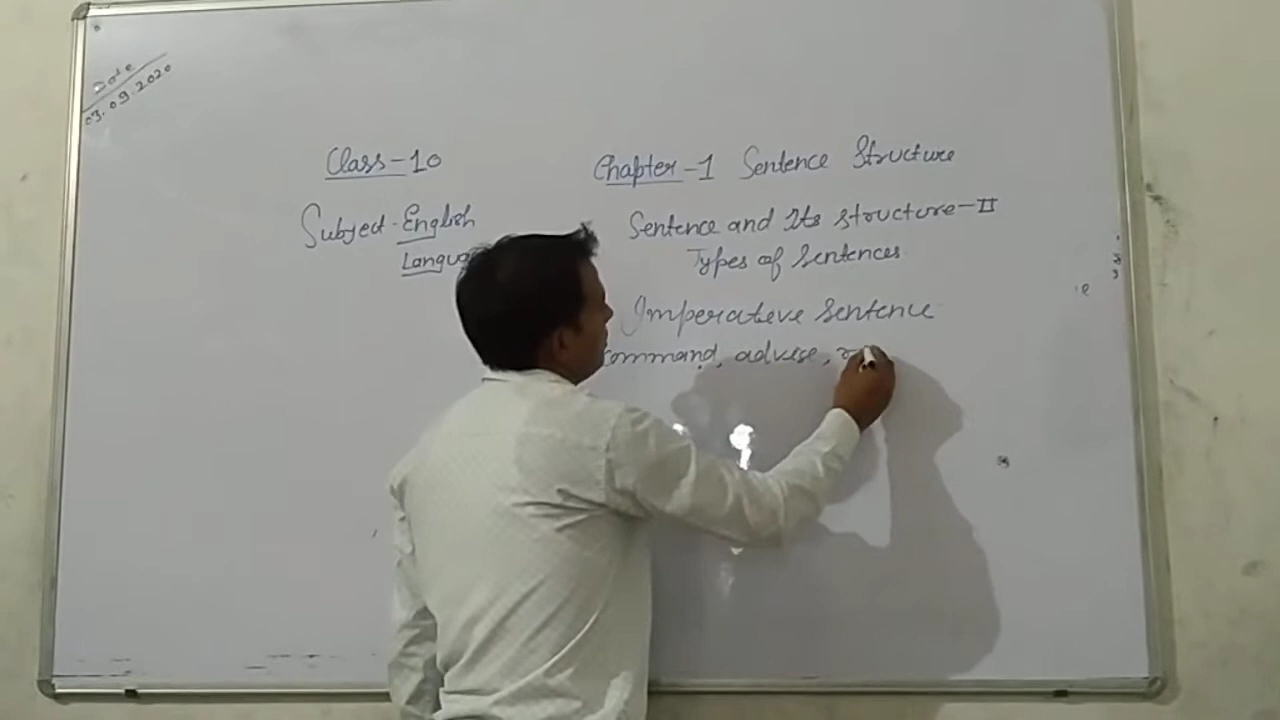 Date
03.09.2020
Class-10
Subject-English
Chapter-1 Sentence Structure
Sentence and Its structure-II
Types of Sentences
Imperative Sentence
command, advise,